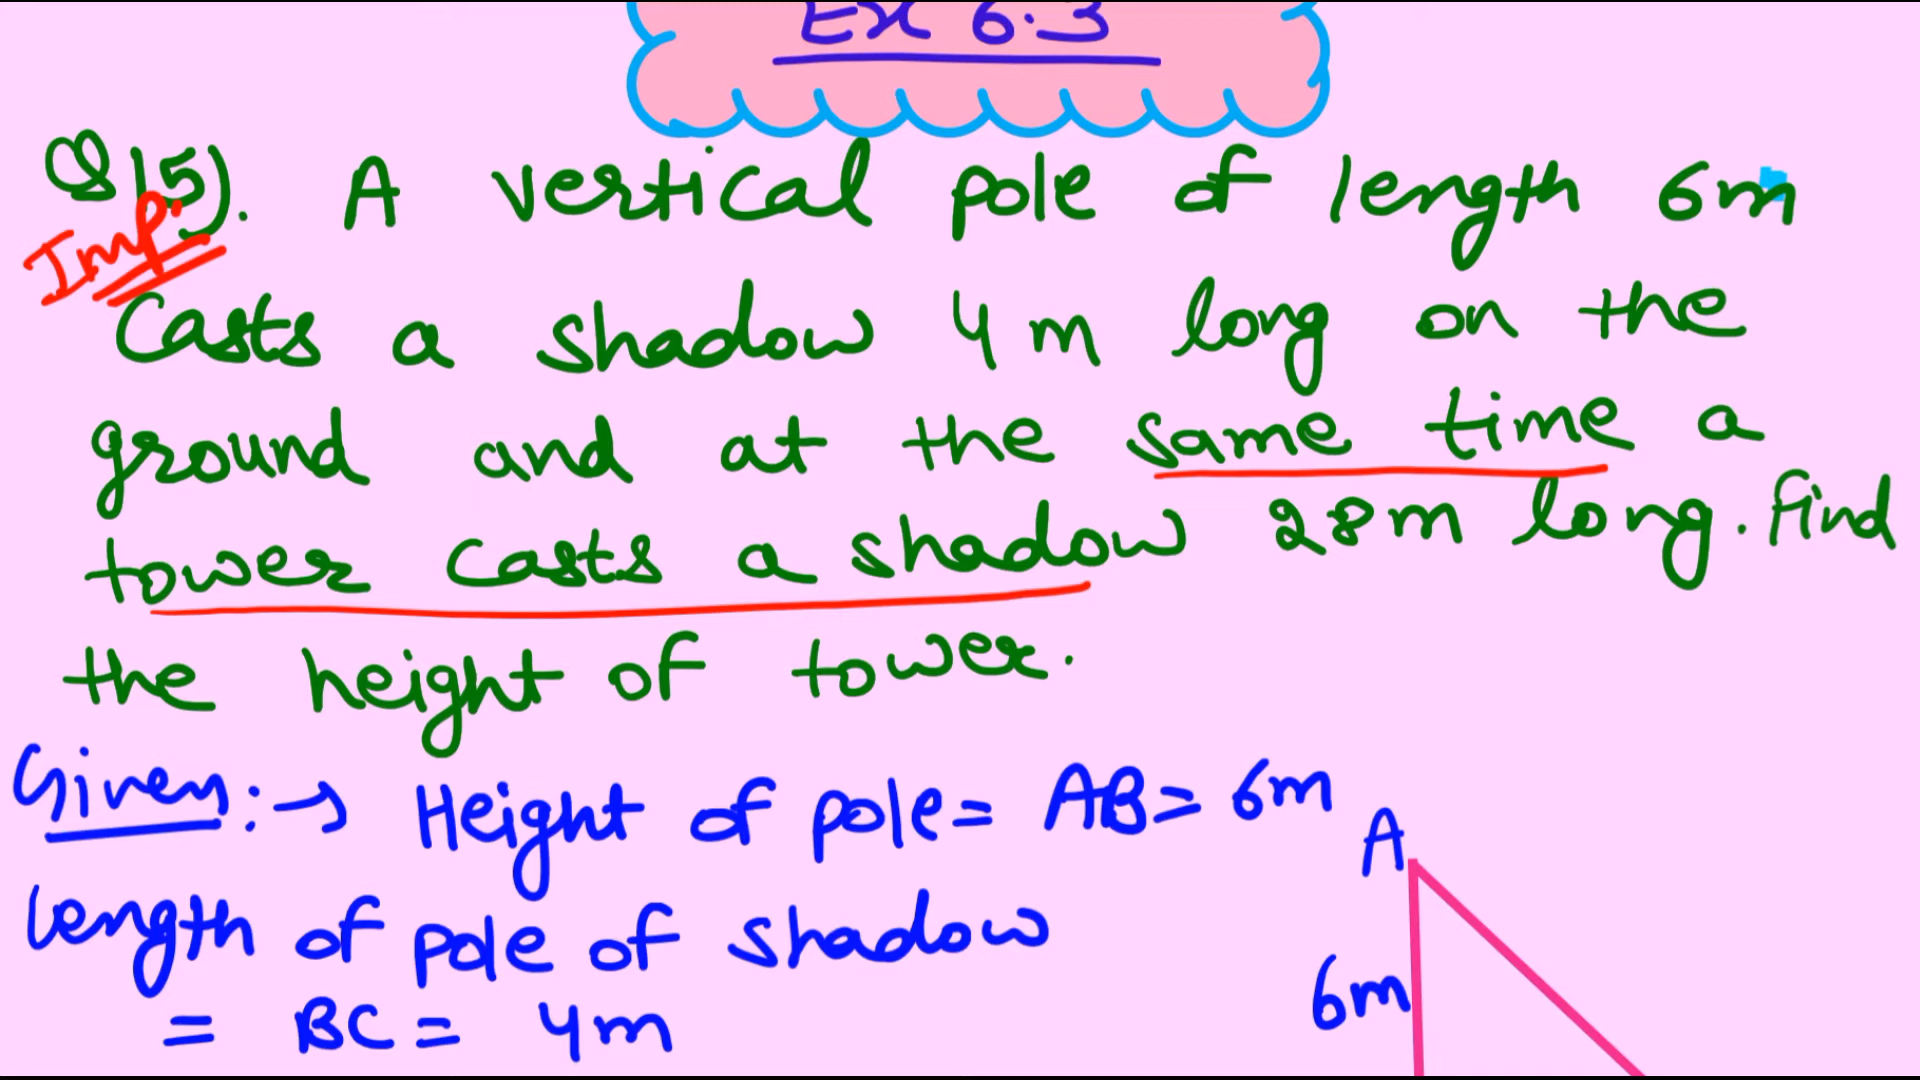 Ex 6.3
Q15). A vertical pole of length 6m
Imp.
Casts a shadow 4m long on the
ground and at the same time a
tower casts a shadow 28m long. Find
the height of tower.
Given:→ Height of pole = AB = 6m
length of pole of shadow
= BC = 4m
A
6m